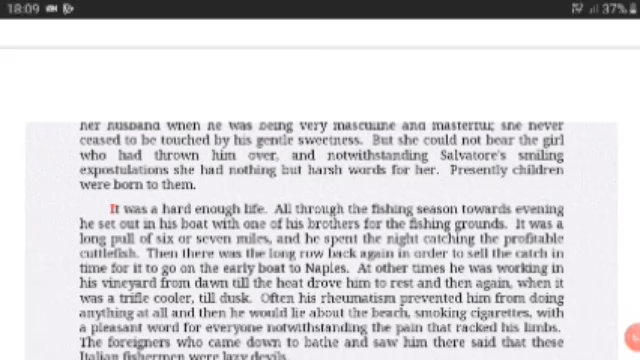 18:09
37%
her husband when he was being very masculine and masterful; she never
ceased to be touched by his gentle sweetness. But she could not bear the girl
who had thrown him over, and notwithstanding Salvatore's smiling
expostulations she had nothing but harsh words for her. Presently children
were born to them.
It was a hard enough life. All through the fishing season towards evening
he set out in his boat with one of his brothers for the fishing grounds. It was a
long pull of six or seven miles, and he spent the night catching the profitable
cuttlefish. Then there was the long row back again in order to sell the catch in
time for it to go on the early boat to Naples. At other times he was working in
his vineyard from dawn till the heat drove him to rest and then again, when it
was a trifle cooler, till dusk. Often his rheumatism prevented him from doing
anything at all and then he would lie about the beach, smoking cigarettes, with
a pleasant word for everyone notwithstanding the pain that racked his limbs.
The foreigners who came down to bathe and saw him there said that these
Italian fishermen were lazy devils.